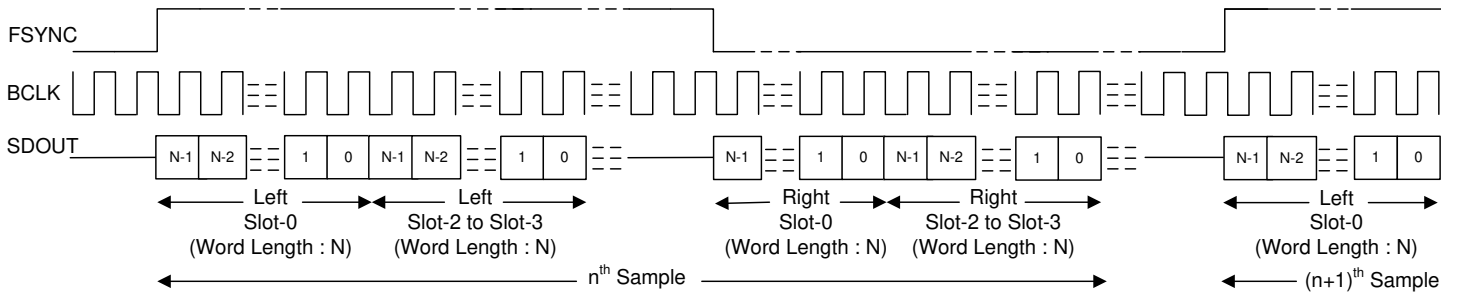 FSYNC
BCLK
SDOUT
N-1 N-2 1 0 N-1 N-2 1 0 N-1 1 0 N-1 N-2 1 0 N-1 N-2 1 0
Left Left Right Right Left
Slot-0 Slot-2 to Slot-3 Slot-0 Slot-2 to Slot-3 Slot-0
(Word Length : N) (Word Length : N) (Word Length : N) (Word Length : N) (Word Length : N)
nth Sample (n+1)th Sample